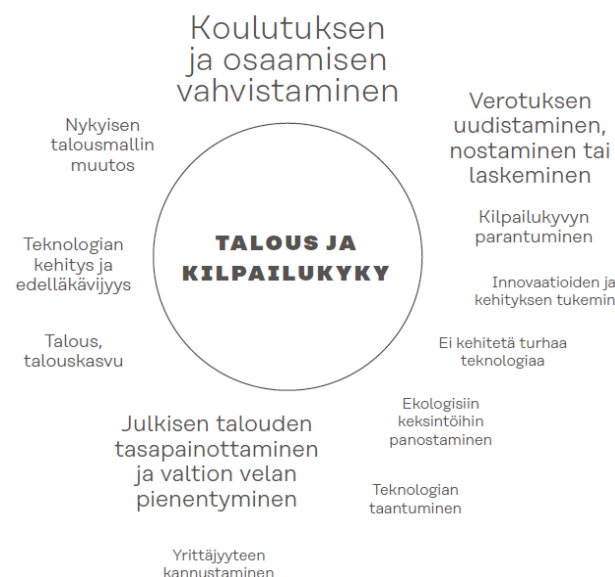 Koulutuksen
ja osaamisen
vahvistaminen
Verotuksen
uudistaminen,
nostaminen tai
laskeminen
Nykyisen
talousmallin
muutos
Kilpailukyvyn
parantuminen
TALOUS JA
KILPAILUKYKY
Teknologian
kehitys ja
edelläkävijyys
Innovaatioiden ja
kehityksen tukemin
Talous,
talouskasvu
Ei kehitetä turhaa
teknologiaa
Ekologisiin
keksintöihin
panostaminen
Julkisen talouden
tasapainottaminen
ja valtion velan
pienentyminen
Teknologian
taantuminen
Yrittäjyyteen
kannustaminen